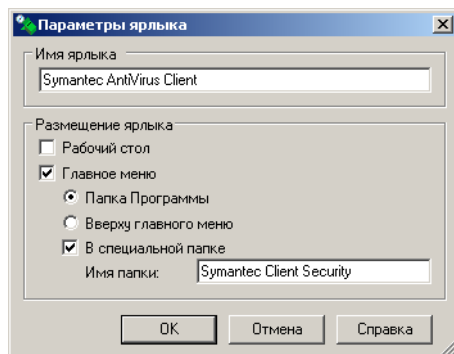 Параметры ярлыка
Имя ярлыка
Symantec AntiVirus Client
Размещение ярлыка
Рабочий стол
Главное меню
Папка Программы
Вверху главного меню
В специальной папке
Имя папки: Symantec Client Security
OK Отмена Справка